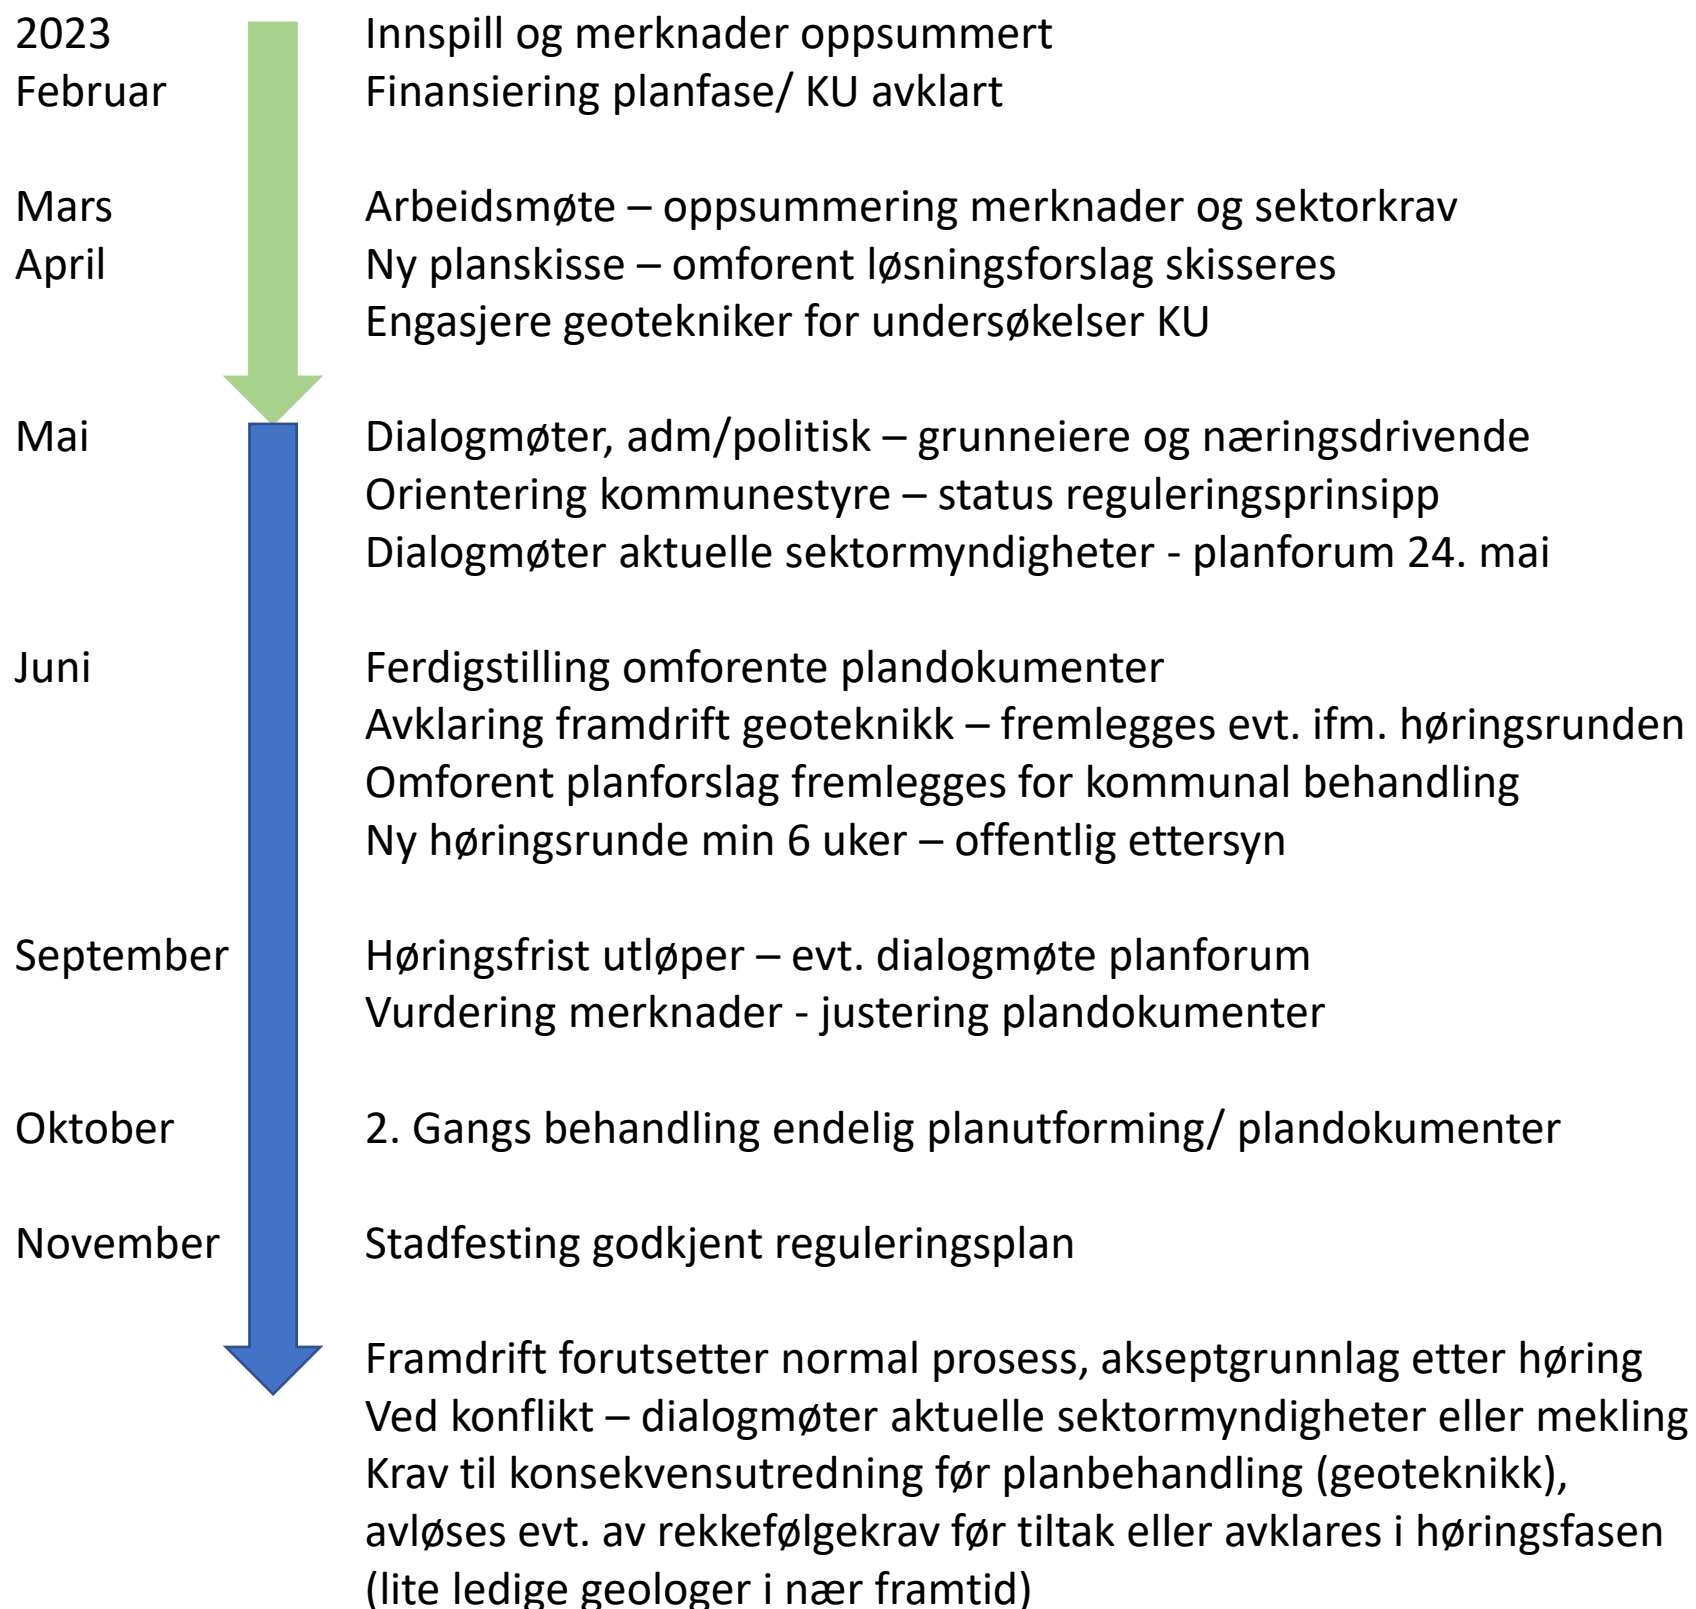 2023 Innspill og merknader oppsummert
Februar Finansiering planfase/ KU avklart
Mars Arbeidsmøte – oppsummering merknader og sektorkrav
April Ny planskisse – omforent løsningsforslag skisseres
Engasjere geotekniker for undersøkelser KU
Mai Dialogmøter, adm/politisk – grunneiere og næringsdrivende
Orientering kommunestyre – status reguleringsprinsipp
Dialogmøter aktuelle sektormyndigheter - planforum 24. mai
Juni Ferdigstilling omforente plandokumenter
Avklaring framdrift geoteknikk – fremlegges evt. ifm. høringsrunden
Omforent planforslag fremlegges for kommunal behandling
Ny høringsrunde min 6 uker – offentlig ettersyn
September Høringsfrist utløper – evt. dialogmøte planforum
Vurdering merknader - justering plandokumenter
Oktober 2. Gangs behandling endelig planutforming/ plandokumenter
November Stadfesting godkjent reguleringsplan
Framdrift forutsetter normal prosess, akseptgrunnlag etter høring
Ved konflikt – dialogmøter aktuelle sektormyndigheter eller mekling
Krav til konsekvensutredning før planbehandling (geoteknikk),
avløses evt. av rekkefølgekrav før tiltak eller avklares i høringsfasen
(lite ledige geologer i nær framtid)